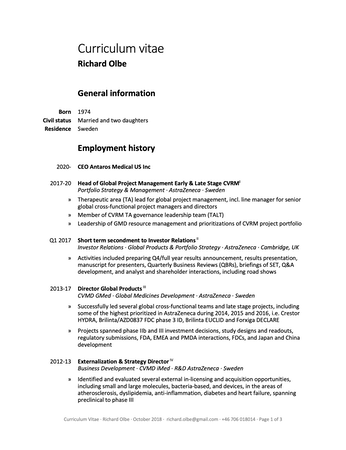 Curriculum vitae
Richard Olbe
General information
Born 1974
Civil status Married and two daughters
Residence Sweden
Employment history
2020- CEO Antaros Medical US Inc
2017-20 Head of Global Project Management Early & Late Stage CVRM
Portfolio Strategy & Management · AstraZeneca · Sweden
» Therapeutic area (TA) lead for global project management, incl. line manager for senior
global cross-functional project managers and directors
» Member of CVRM TA governance leadership team (TALT)
» Leadership of GMD resource management and prioritizations of CVRM project portfolio
Q1 2017 Short term secondment to Investor Relations
Investor Relations · Global Products & Portfolio Strategy · AstraZeneca · Cambridge, UK
» Activities included preparing QA/full year results announcement, results presentation,
manuscript for presenters, Quarterly Business Reviews (QBRs), briefings of SET, Q&A
development, and analyst and shareholder interactions, including road shows
2013-17 Director Global Products
CVMD GMed · Global Medicines Development · AstraZeneca · Sweden
» Successfully led several global cross-functional teams and late stage projects, including
some of the highest prioritized in AstraZeneca during 2014, 2015 and 2016, i.e. Crestor
HYDRA, Brilinta/AZD0837 FDC phase 3 ID, Brilinta EUCLID and Forxiga DECLARE
» Projects spanned phase IIb and III investment decisions, study designs and readouts,
regulatory submissions, FDA, EMEA and PMDA interactions, FDCs, and Japan and China
development
2012-13 Externalization & Strategy Director
Business Development · CVMD iMed · R&D AstraZeneca · Sweden
» Identified and evaluated several external in-licensing and acquisition opportunities,
including small and large molecules, bacteria-based, and devices, in the areas of
atherosclerosis, dyslipidemia, anti-inflammation, diabetes and heart failure, spanning
preclinical to phase III
Curriculum Vitae · Richard Olbe · October 2018 · richard.olbe@gmail.com · +46 706 018014 · Page 1 of 3